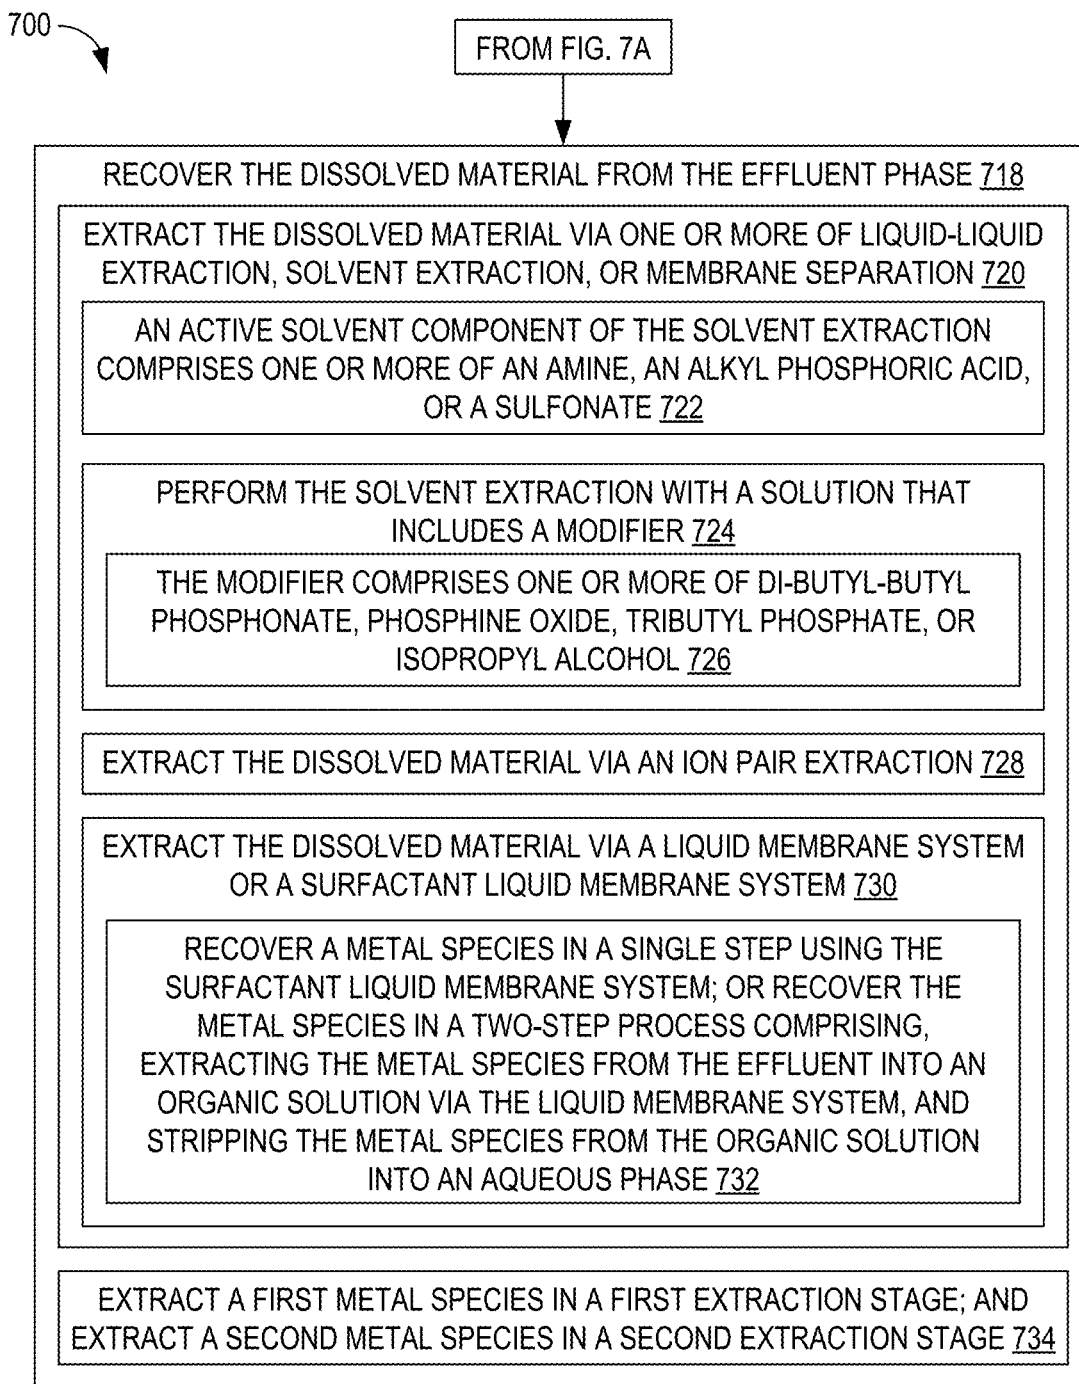 700
FROM FIG. 7A
RECOVER THE DISSOLVED MATERIAL FROM THE EFFLUENT PHASE 718
EXTRACT THE DISSOLVED MATERIAL VIA ONE OR MORE OF LIQUID-LIQUID
EXTRACTION, SOLVENT EXTRACTION, OR MEMBRANE SEPARATION 720
AN ACTIVE SOLVENT COMPONENT OF THE SOLVENT EXTRACTION
COMPRISES ONE OR MORE OF AN AMINE, AN ALKYL PHOSPHORIC ACID,
OR A SULFONATE 722
PERFORM THE SOLVENT EXTRACTION WITH A SOLUTION THAT
INCLUDES A MODIFIER 724
THE MODIFIER COMPRISES ONE OR MORE OF DI-BUTYL-BUTYL
PHOSPHONATE, PHOSPHINE OXIDE, TRIBUTYL PHOSPHATE, OR
ISOPROPYL ALCOHOL 726
EXTRACT THE DISSOLVED MATERIAL VIA AN ION PAIR EXTRACTION 728
EXTRACT THE DISSOLVED MATERIAL VIA A LIQUID MEMBRANE SYSTEM
OR A SURFACTANT LIQUID MEMBRANE SYSTEM 730
RECOVER A METAL SPECIES IN A SINGLE STEP USING THE
SURFACTANT LIQUID MEMBRANE SYSTEM; OR RECOVER THE
METAL SPECIES IN A TWO-STEP PROCESS COMPRISING,
EXTRACTING THE METAL SPECIES FROM THE EFFLUENT INTO AN
ORGANIC SOLUTION VIA THE LIQUID MEMBRANE SYSTEM, AND
STRIPPING THE METAL SPECIES FROM THE ORGANIC SOLUTION
INTO AN AQUEOUS PHASE 732
EXTRACT A FIRST METAL SPECIES IN A FIRST EXTRACTION STAGE; AND
EXTRACT A SECOND METAL SPECIES IN A SECOND EXTRACTION STAGE 734